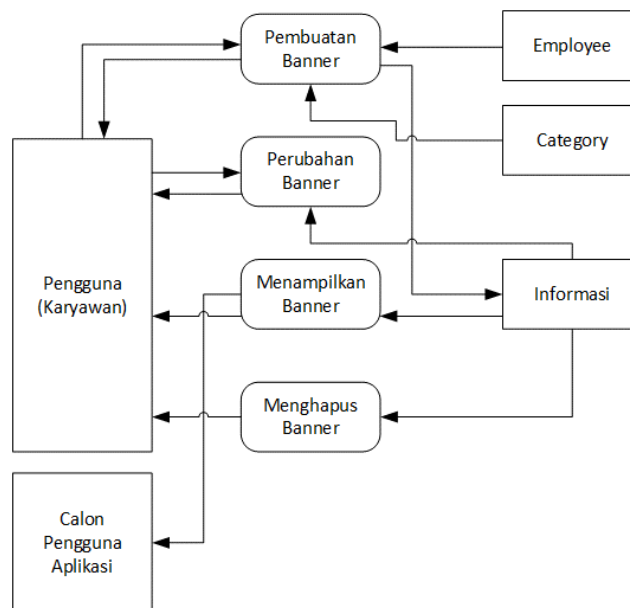 Pembuatan
Banner
Employee
Category
Perubahan
Banner
Pengguna
(Karyawan)
Menampilkan
Banner
Informasi
Menghapus
Banner
Calon
Pengguna
Aplikasi